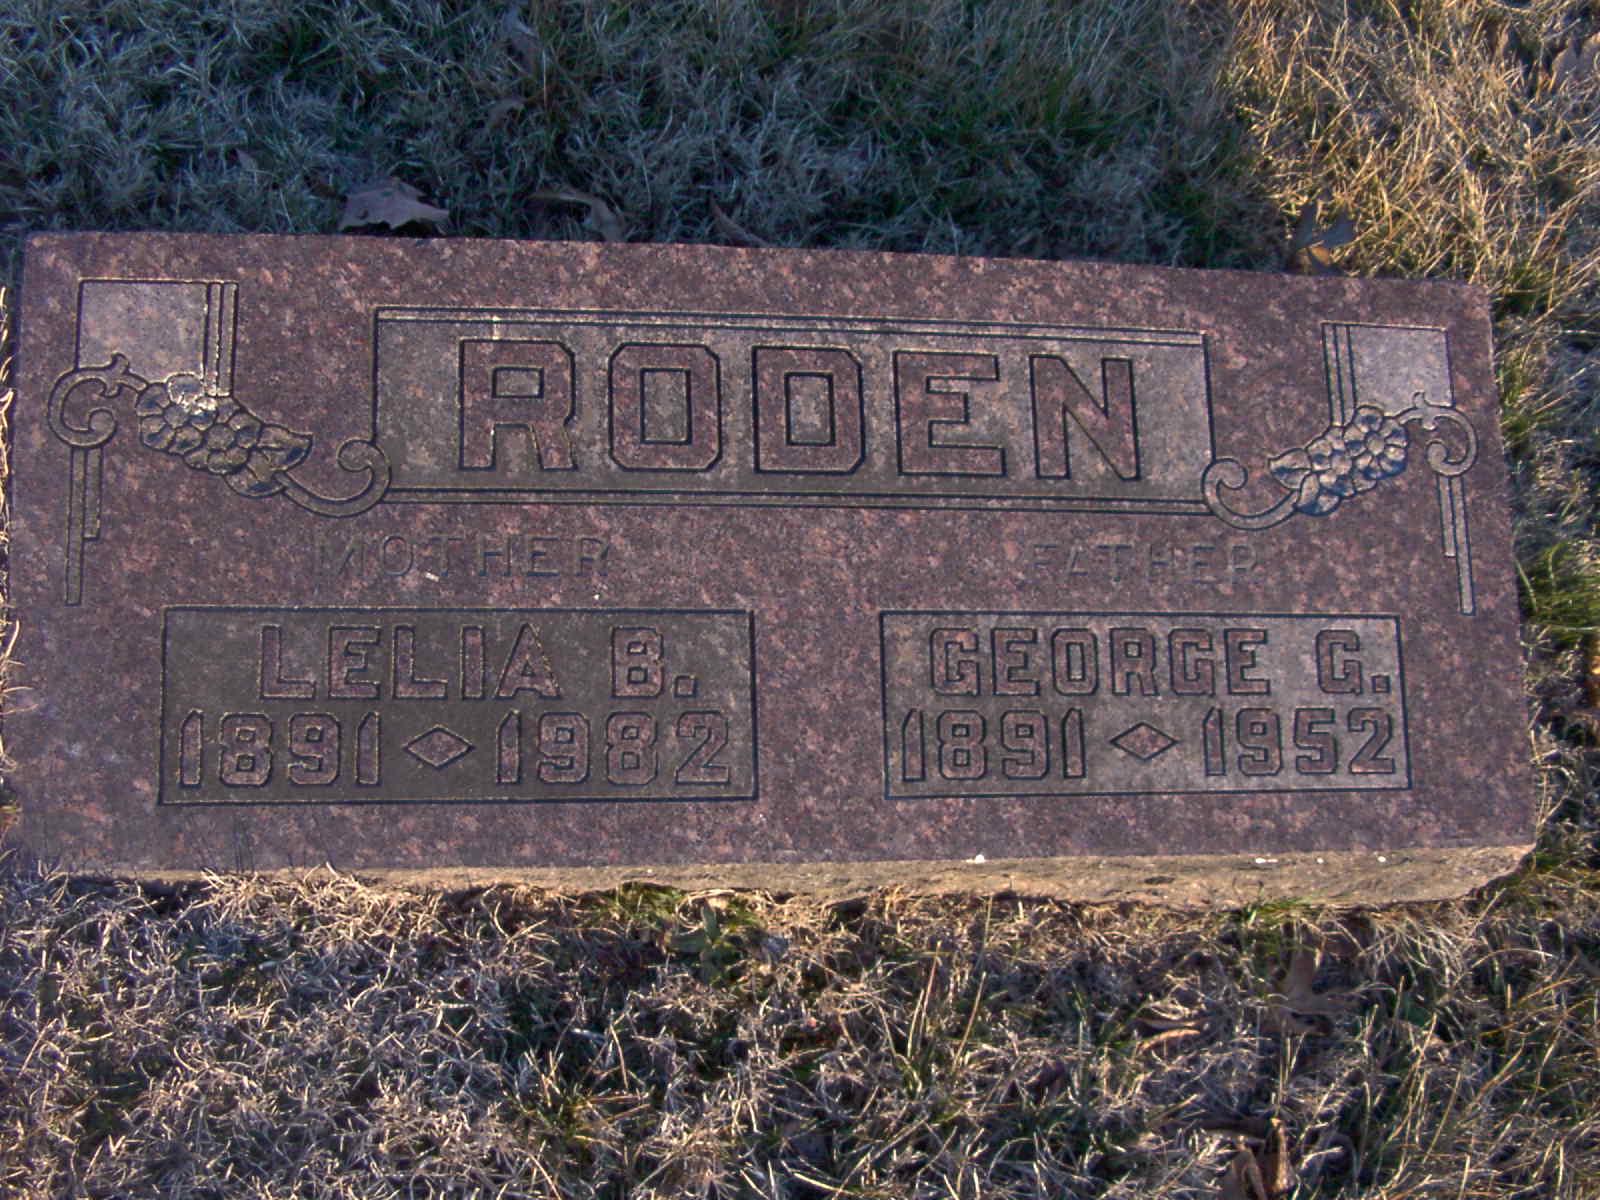 RODEN
MOTHER FATHER
LELIA B. GEORGE G.
1891 ◇ 1982 1891 ◇ 1952